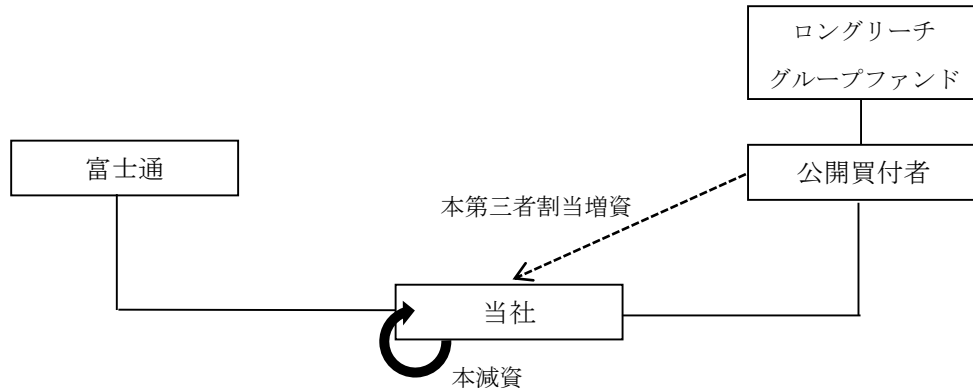 ロングリーチ
グループファンド
富士通
公開買付者
本第三者割当増資
当社
本減資